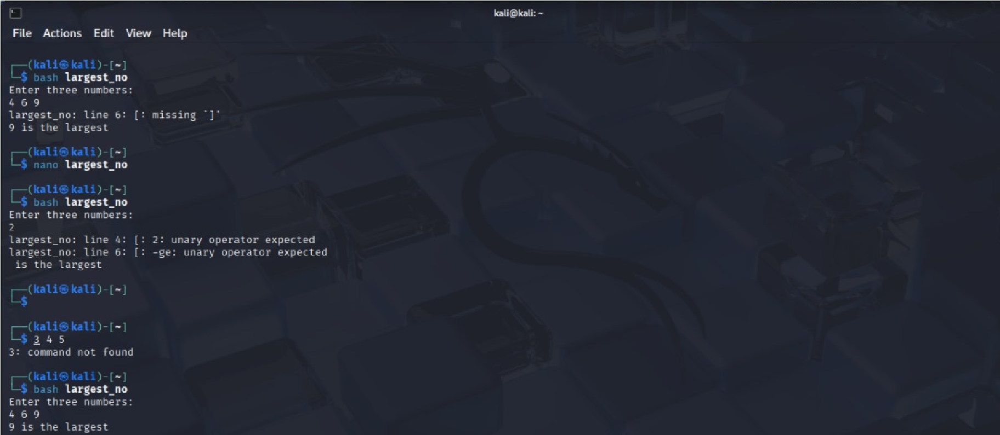 kali@kali: ~
File Actions Edit View Help
┌──(kali㉿kali)-[~]
└─$ bash largest_no
Enter three numbers:
4 6 9
largest_no: line 6: [: missing `]'
9 is the largest
┌──(kali㉿kali)-[~]
└─$ nano largest_no
┌──(kali㉿kali)-[~]
└─$ bash largest_no
Enter three numbers:
2
largest_no: line 4: [: 2: unary operator expected
largest_no: line 6: [: -ge: unary operator expected
 is the largest
┌──(kali㉿kali)-[~]
└─$
┌──(kali㉿kali)-[~]
└─$ 3 4 5
3: command not found
┌──(kali㉿kali)-[~]
└─$ bash largest_no
Enter three numbers:
4 6 9
9 is the largest